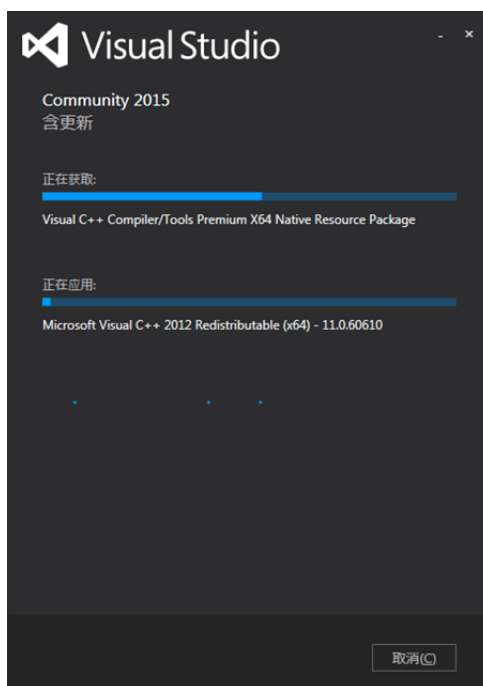 Visual Studio
Community 2015
含更新
正在获取:
Visual C++ Compiler/Tools Premium X64 Native Resource Package
正在应用:
Microsoft Visual C++ 2012 Redistributable (x64) - 11.0.60610
取消(C)